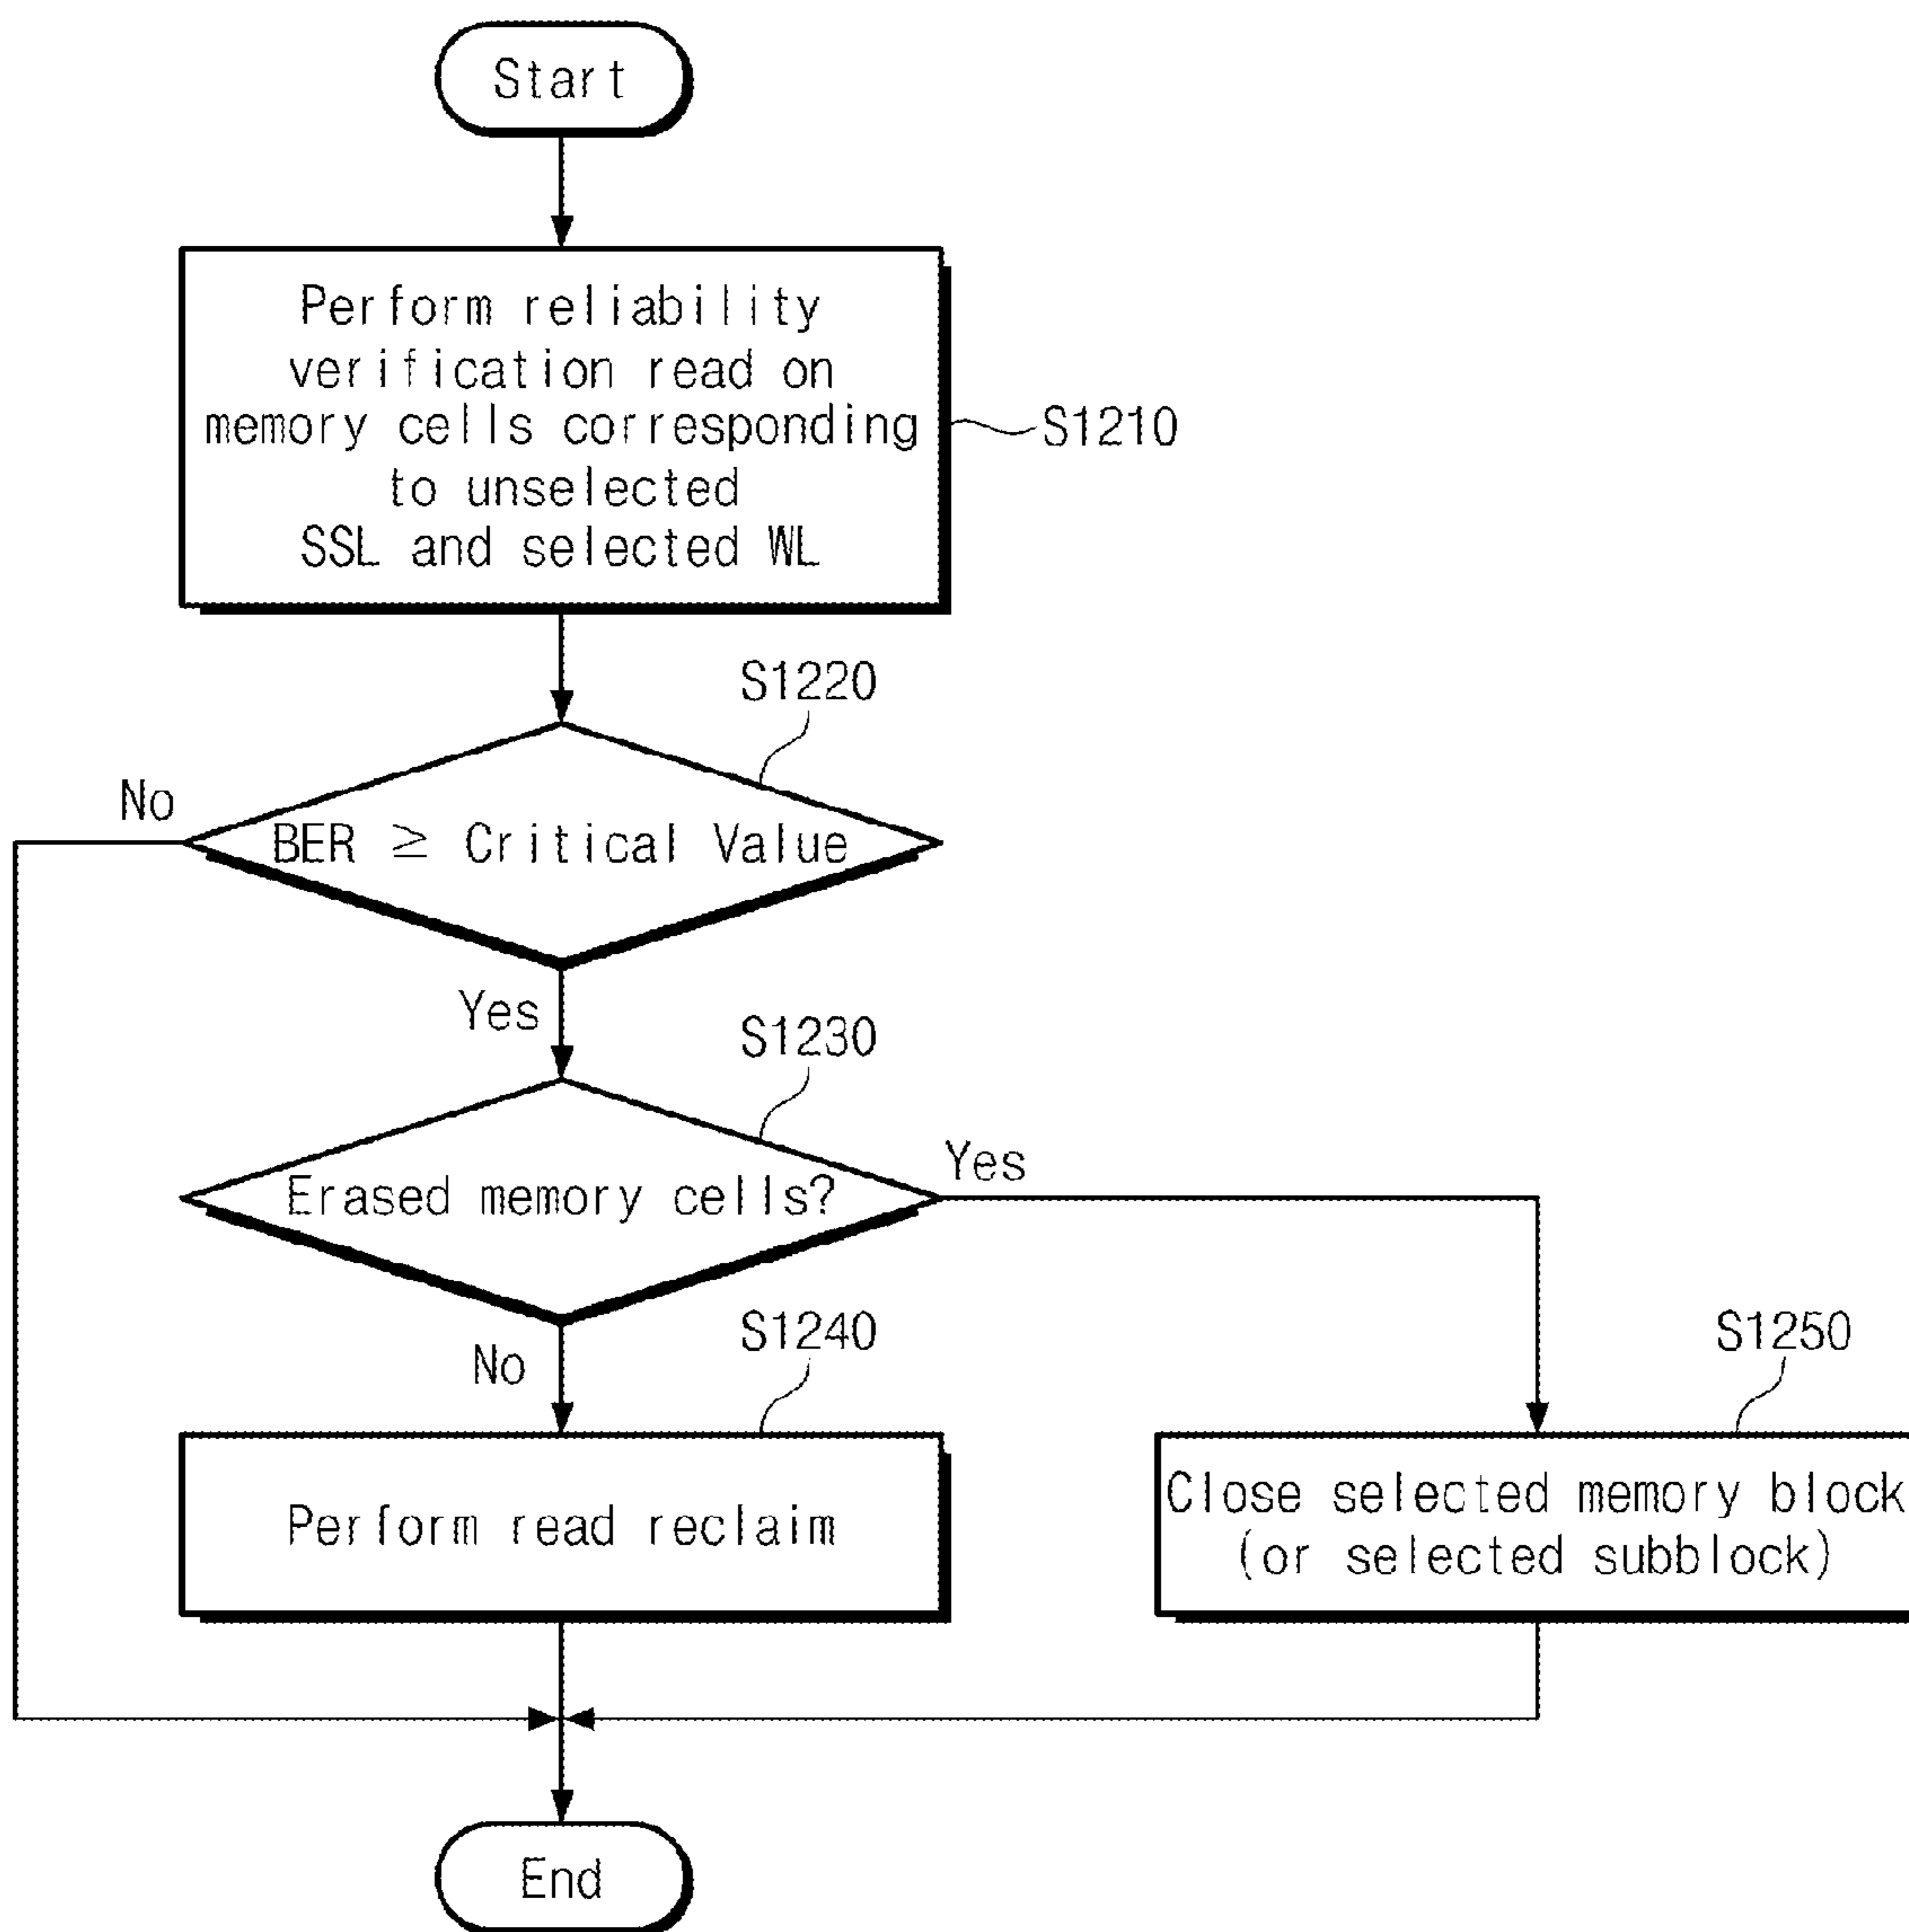 Start
Perform reliability
verification read on
memory cells corresponding
to unselected
SSL and selected WL
S1210
S1220
No
BER ≥ Critical Value
Yes
S1230
Erased memory cells?
Yes
No
S1240
S1250
Perform read reclaim
Close selected memory block
(or selected subblock)
End